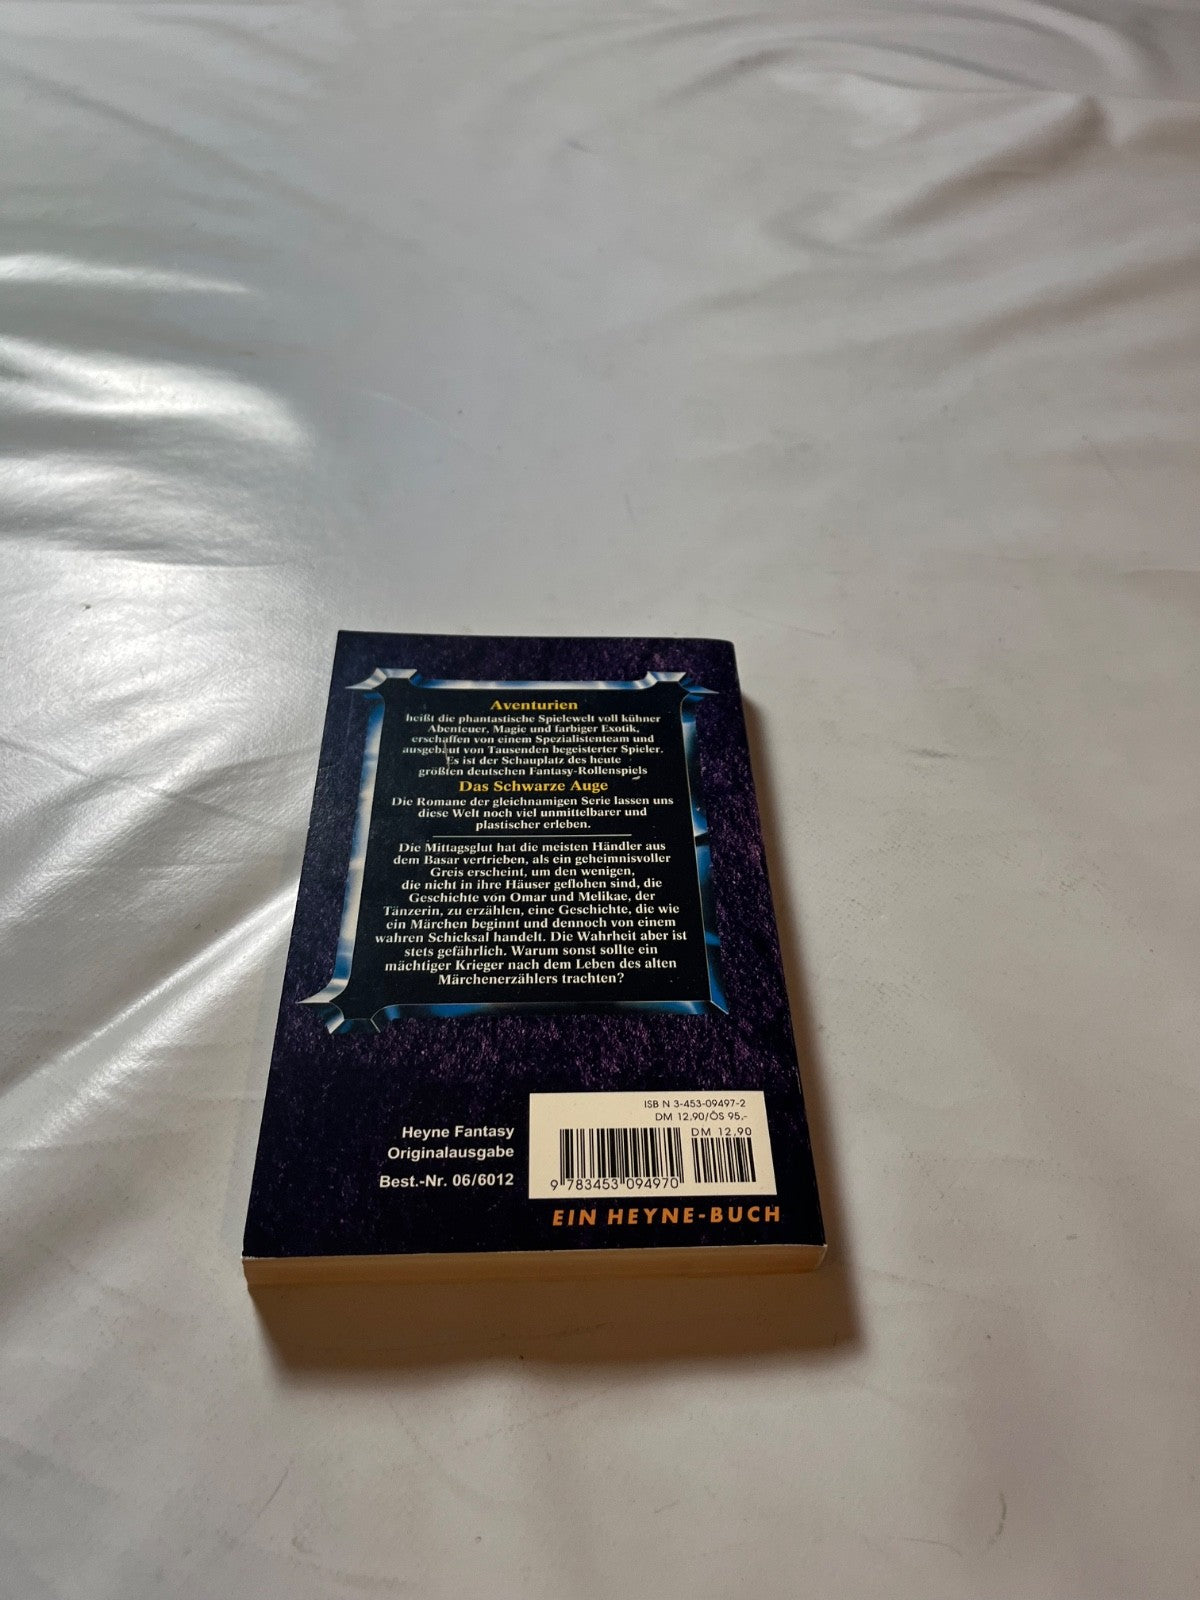 Aventurien
heißt die phantastische Spielewelt voll kühner
Abenteuer, Magie und farbiger Exotik,
erschaffen von einem Spezialistenteam und
ausgebaut von Tausenden begeisterter Spieler.
Es ist der Schauplatz des heute
größten deutschen Fantasy-Rollenspiels
Das Schwarze Auge
Die Romane der gleichnamigen Serie lassen uns
diese Welt noch viel unmittelbarer und
plastischer erleben.
Die Mittagsglut hat die meisten Händler aus
dem Basar vertrieben, als ein geheimnisvoller
Greis erscheint, um den wenigen,
die nicht in ihre Häuser geflohen sind, die
Geschichte von Omar und Melikae, der
Tänzerin, zu erzählen, eine Geschichte, die wie
ein Märchen beginnt und dennoch von einem
wahren Schicksal handelt. Die Wahrheit aber ist
stets gefährlich. Warum sonst sollte ein
mächtiger Krieger nach dem Leben des alten
Märchenerzählers trachten?
Heyne Fantasy
Originalausgabe
Best.-Nr. 06/6012
ISBN 3-453-09497-2
DM 12.90/ÖS 95,-
DM 12.90
9 783453 094970
EIN HEYNE-BUCH